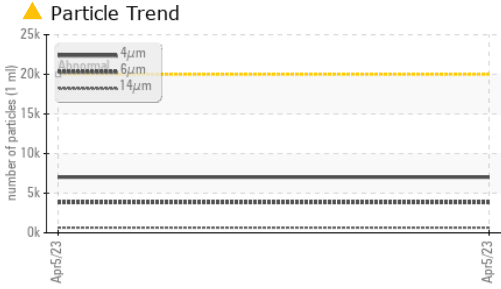 Particle Trend
25k
20k
15k
10k
5k
0k
number of particles (1 ml)
Abnormal
4μm
6μm
14μm
Apr5/23
Apr5/23